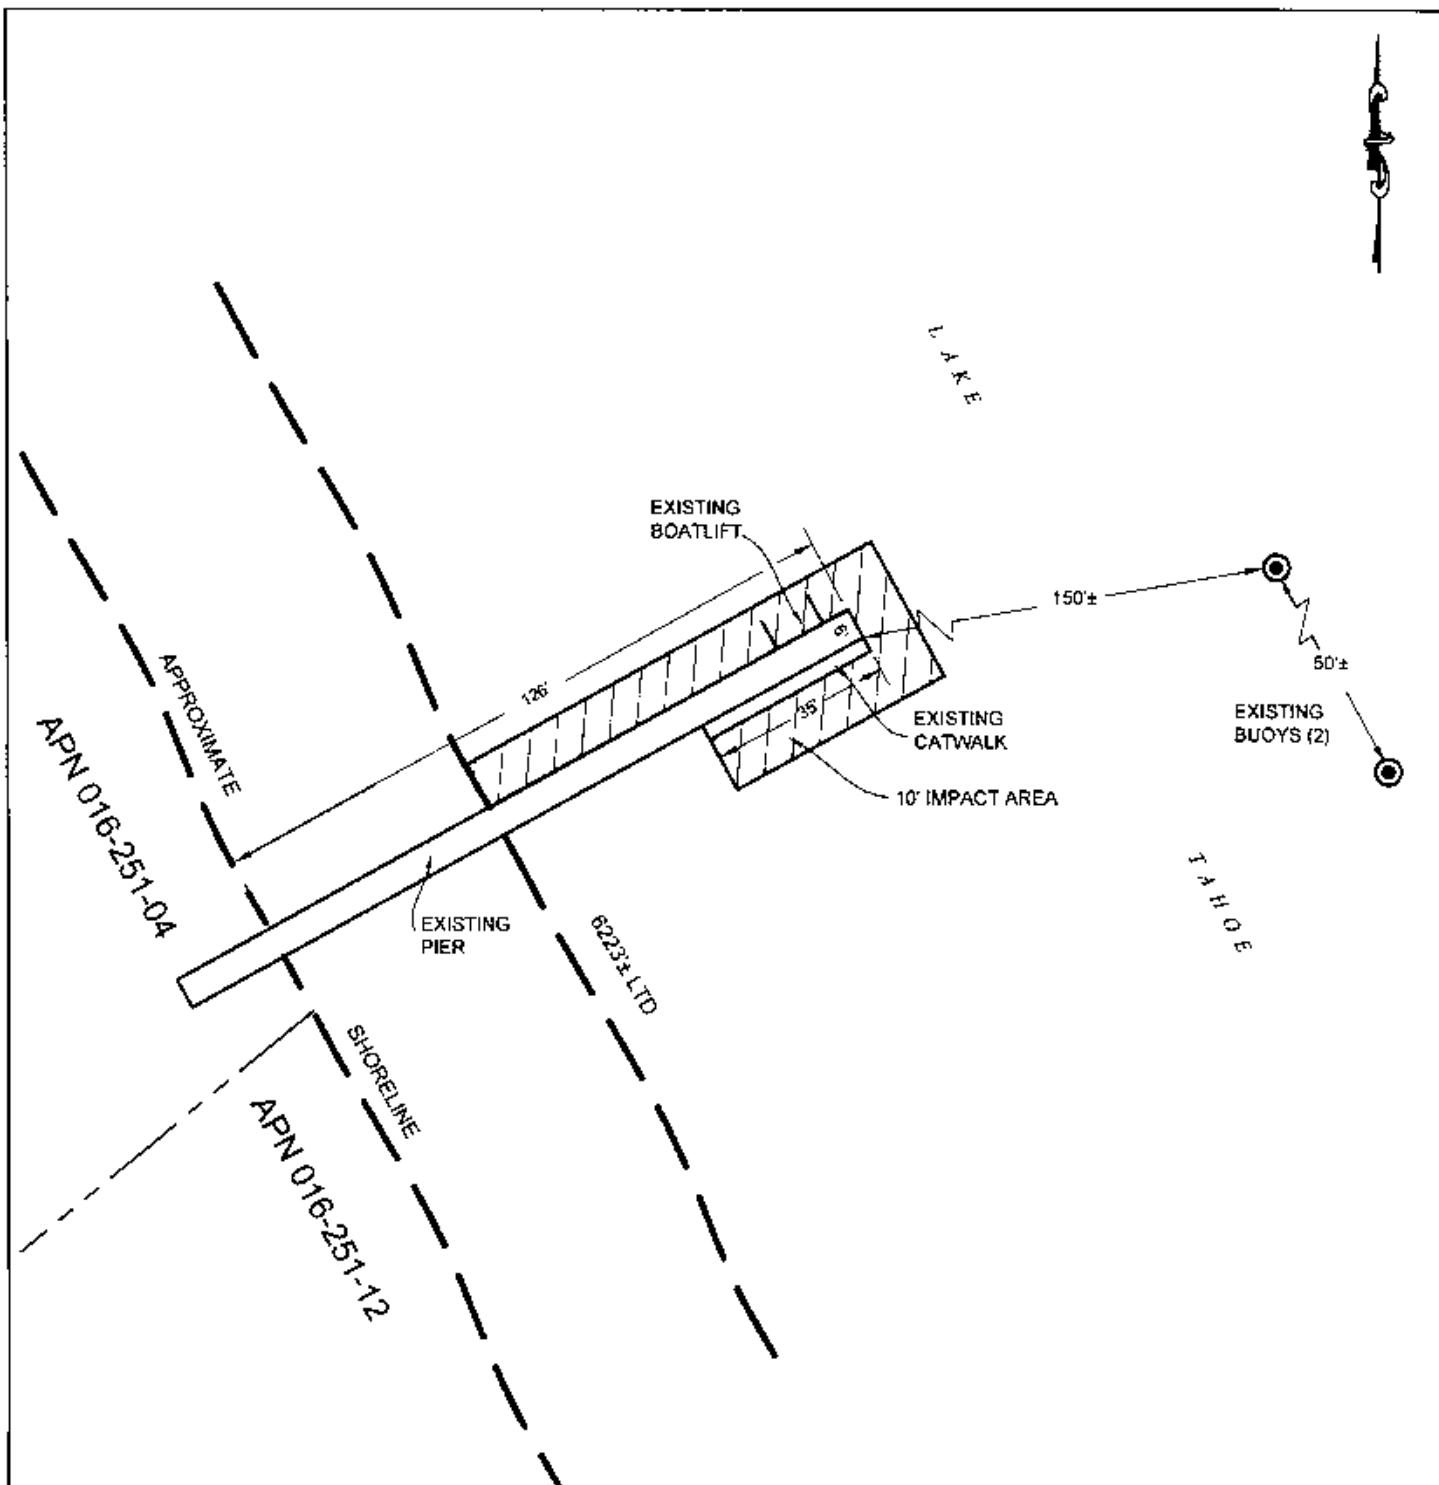 LAKE
EXISTING
BOATLIFT
150'±
6'
50'±
126'
35'
APPROXIMATE
EXISTING
CATWALK
EXISTING
BUOYS (2)
10' IMPACT AREA
APN 016-251-04
TAHOE
EXISTING
PIER
6223'± LTD
SHORELINE
APN 016-251-12